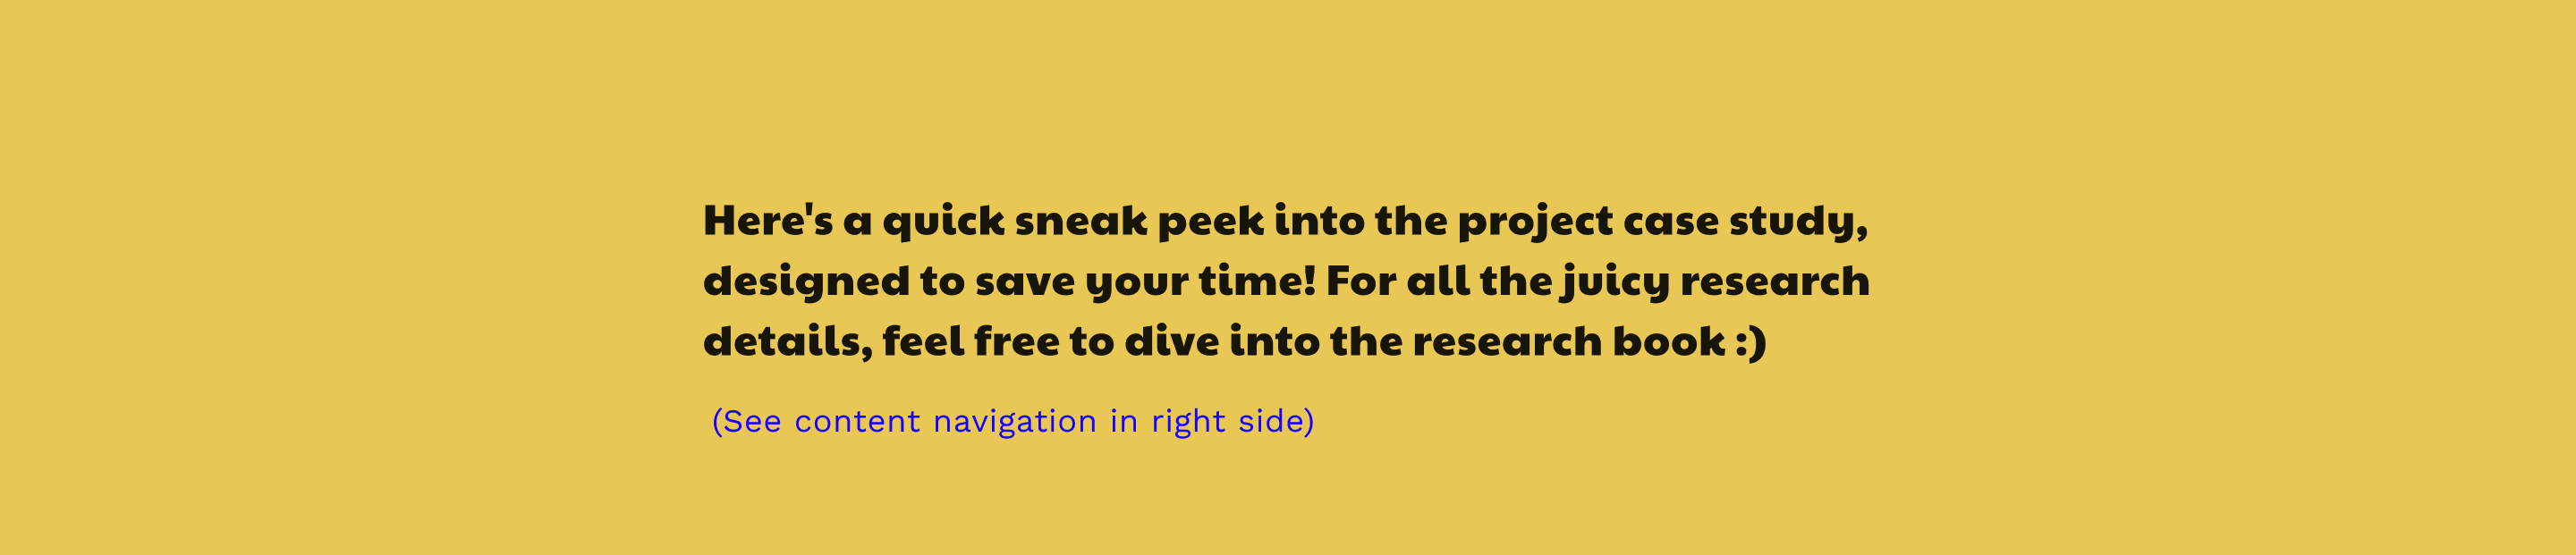 Here's a quick sneak peek into the project case study,
designed to save your time! For all the juicy research
details, feel free to dive into the research book :)
(See content navigation in right side)